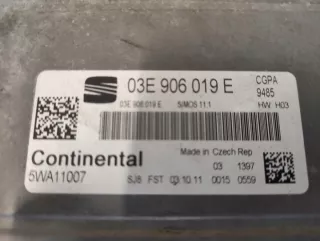 03E 906 019 E
CGPA
9485
03E 906 019 E
SIMOS 11.1
HW: H03
Continental
Made in Czech Rep
03 1397
5WA11007
SJ8 FST 03.10.11 0015 0559